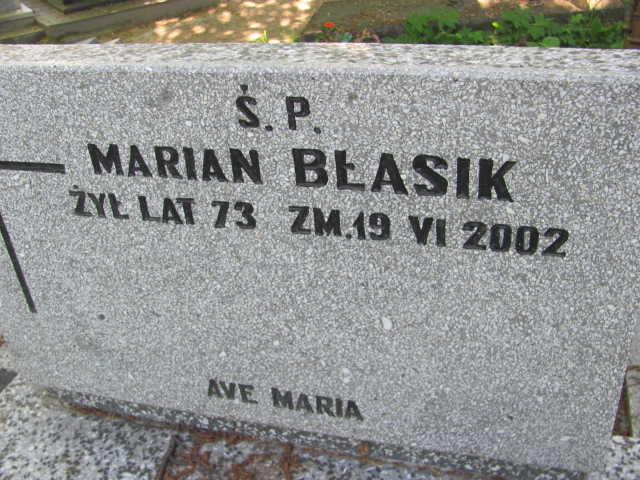 Ś. P.
MARIAN BŁASIK
ŻYŁ LAT 73 ZM.19 VI 2002
AVE MARIA